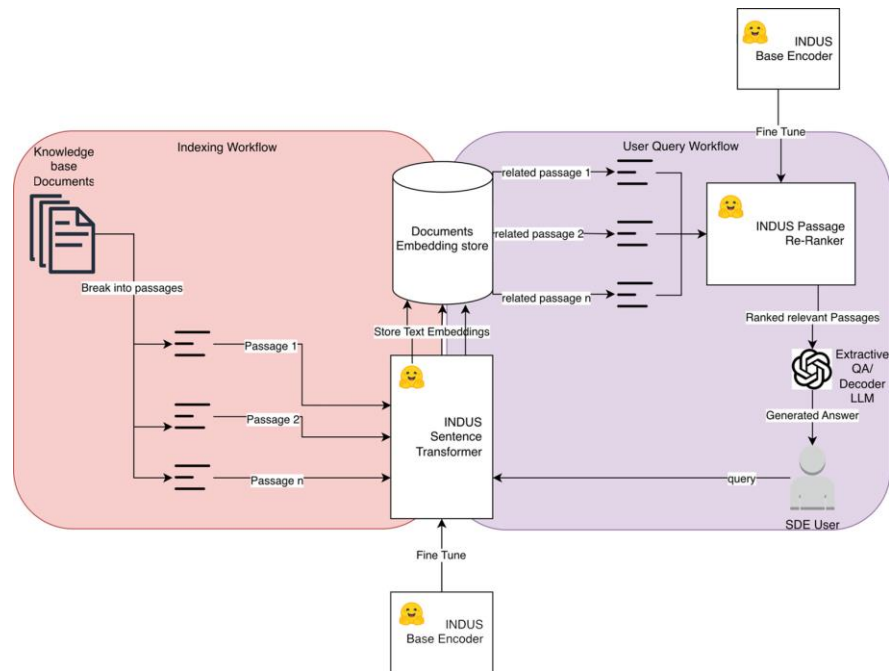 INDUS
Base Encoder
Fine Tune
Indexing Workflow
User Query Workflow
Knowledge
base
Documents
related passage 1
Documents
Embedding store
related passage 2
INDUS Passage
Re-Ranker
Break into passages
related passage n
Ranked relevant Passages
Store Text Embeddings
Passage 1
Extractive
QA/
Decoder
LLM
INDUS
Sentence
Transformer
Passage 2
Generated Answer
Passage n
query
SDE User
Fine Tune
INDUS
Base Encoder